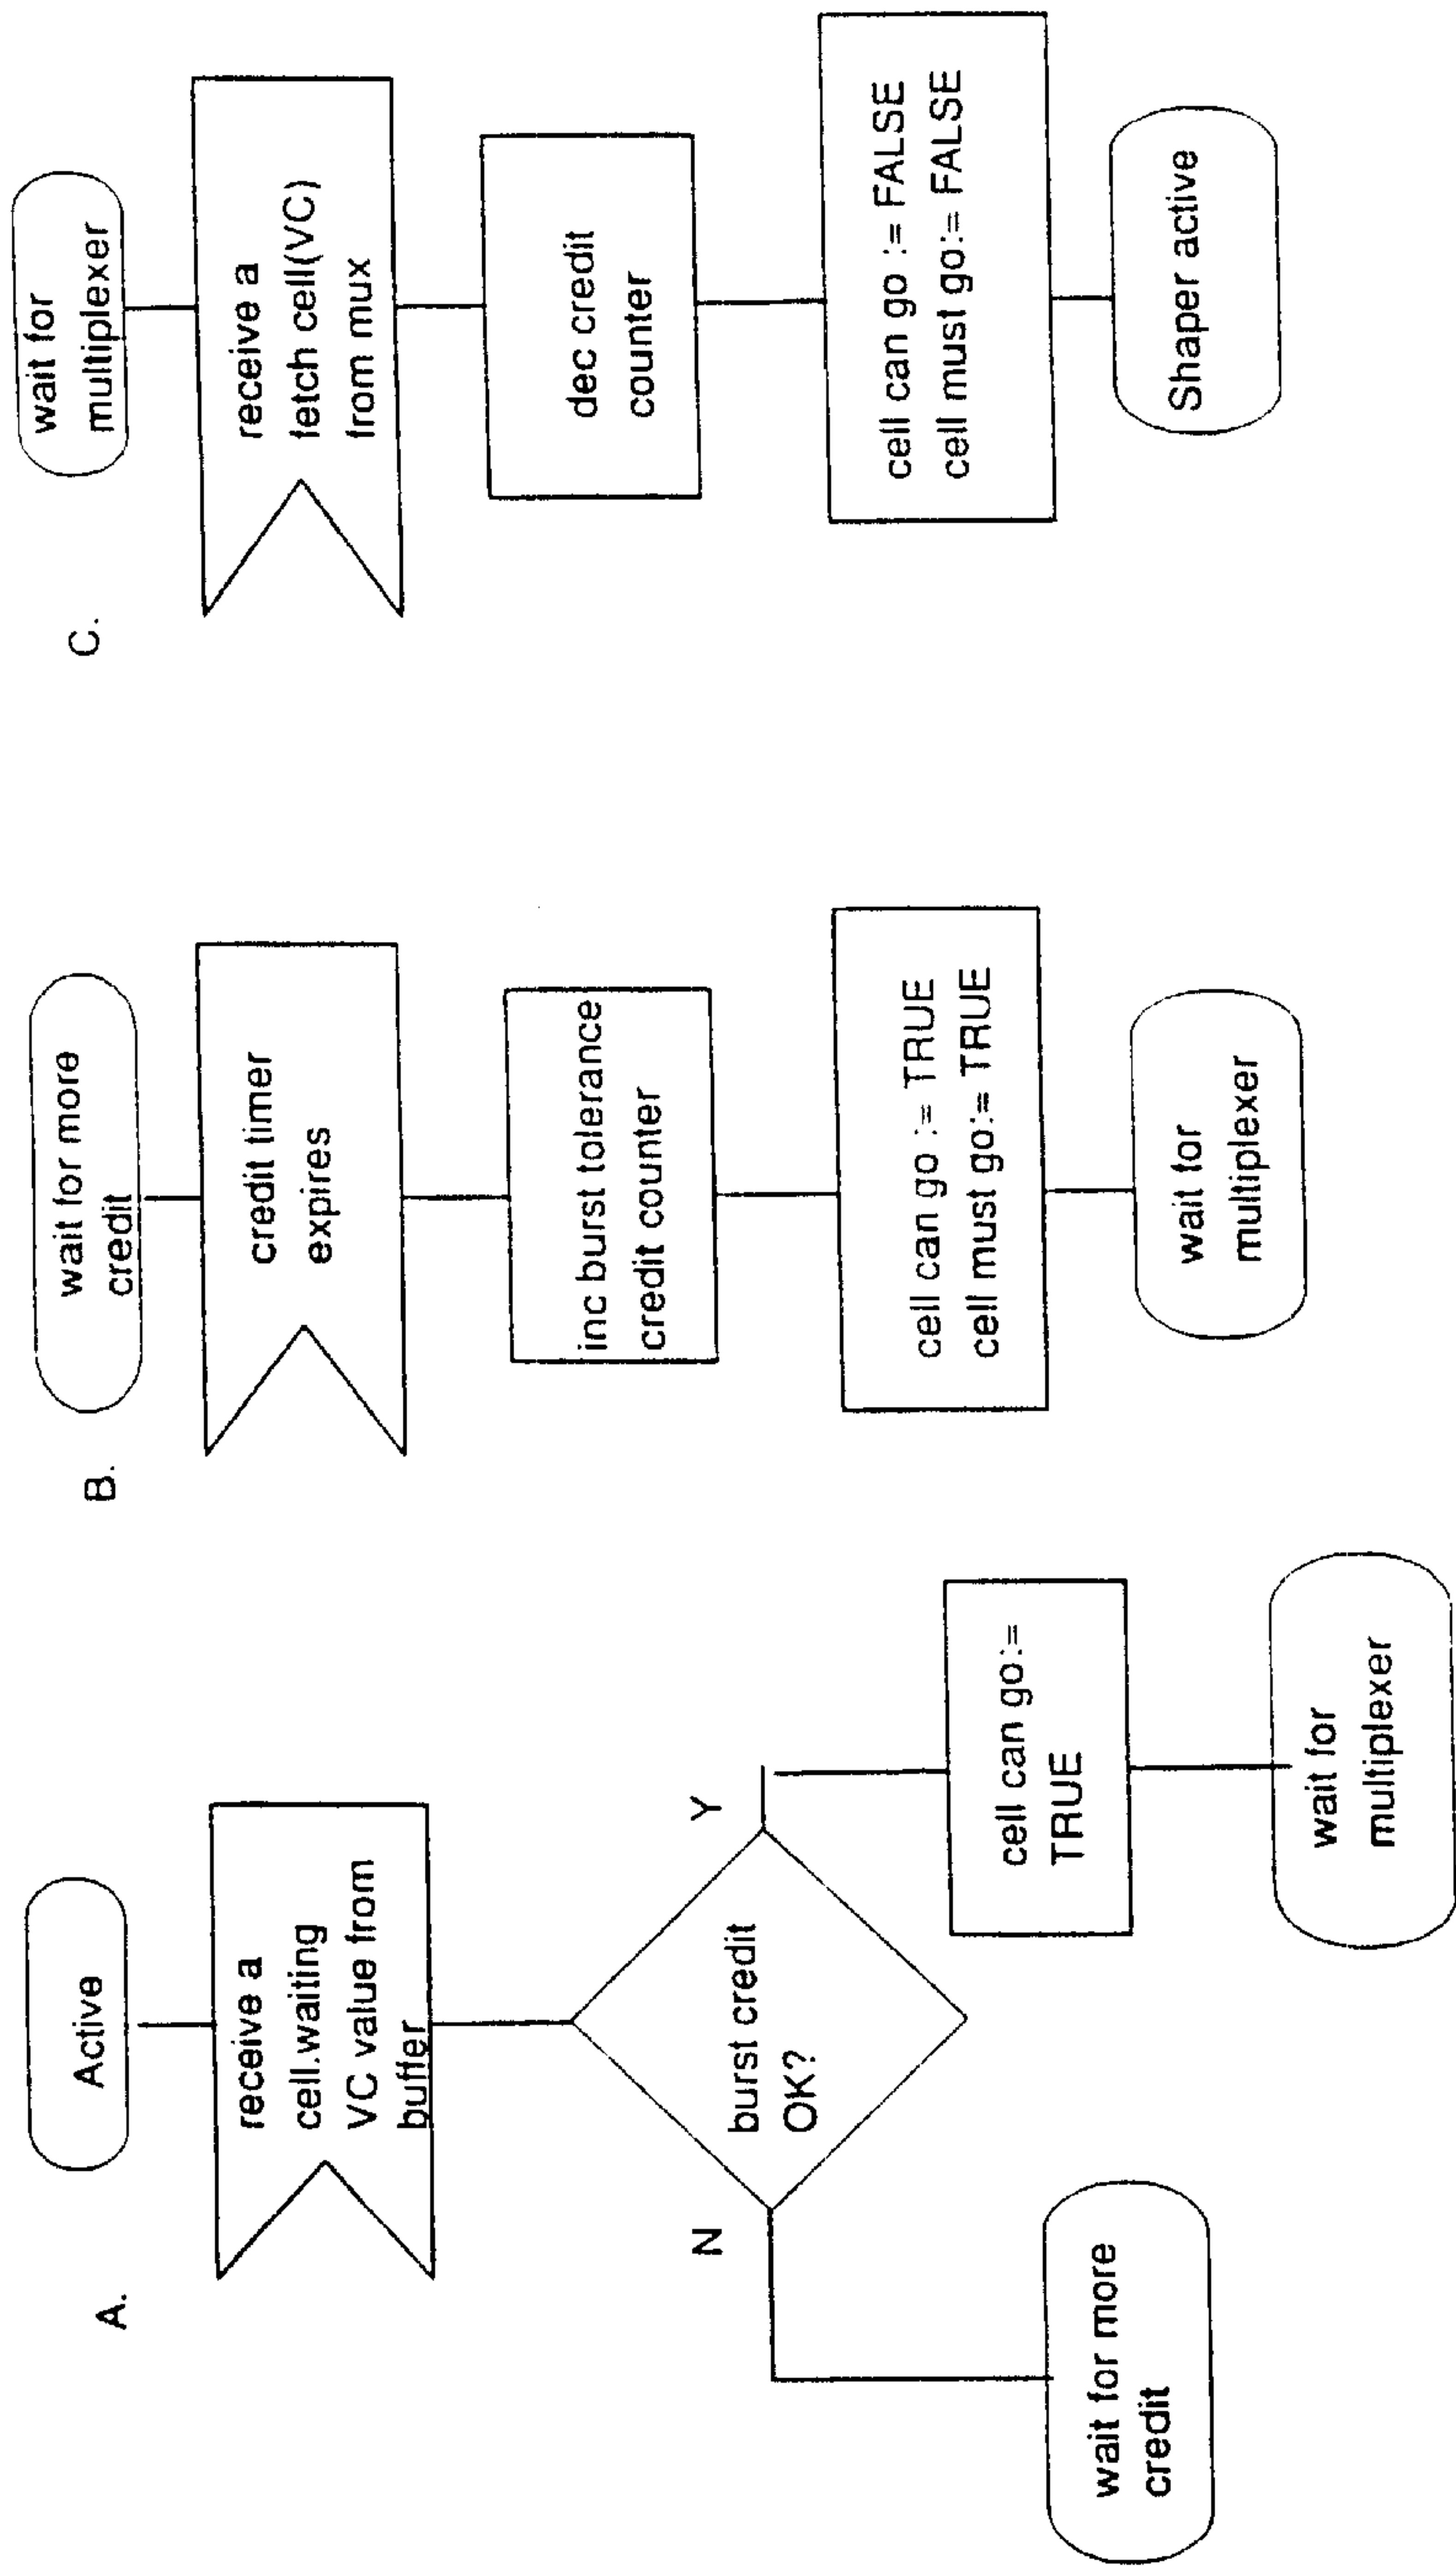 A.
Active
receive a
cell.waiting
VC value from
buffer
burst credit
OK?
N
Y
wait for more
credit
cell can go:=
TRUE
wait for
multiplexer
B.
wait for more
credit
credit timer
expires
inc burst tolerance
credit counter
cell can go := TRUE
cell must go:= TRUE
wait for
multiplexer
C.
wait for
multiplexer
receive a
fetch cell(VC)
from mux
dec credit
counter
cell can go := FALSE
cell must go:= FALSE
Shaper active